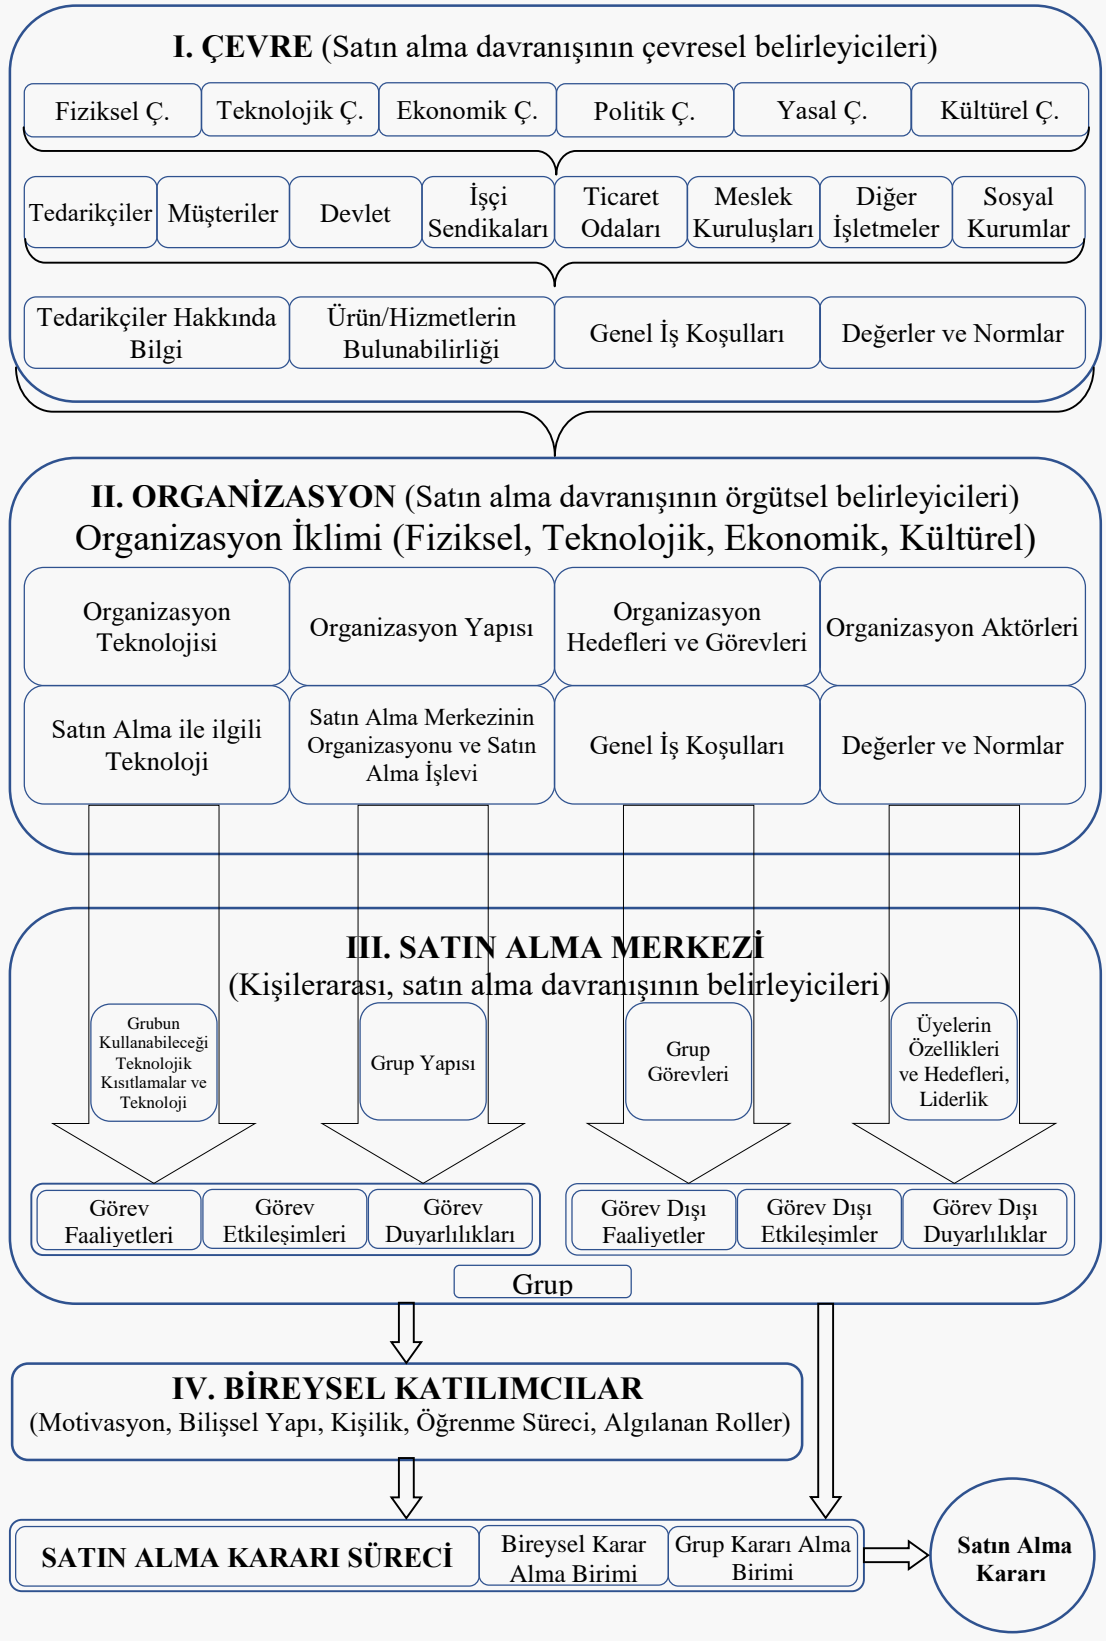 I. ÇEVRE (Satın alma davranışının çevresel belirleyicileri)
Fiziksel Ç.
Teknolojik Ç.
Ekonomik Ç.
Politik Ç.
Yasal Ç.
Kültürel Ç.
Tedarikçiler
Müşteriler
Devlet
İşçi
Sendikaları
Ticaret
Odaları
Meslek
Kuruluşları
Diğer
İşletmeler
Sosyal
Kurumlar
Tedarikçiler Hakkında
Bilgi
Ürün/Hizmetlerin
Bulunabilirliği
Genel İş Koşulları
Değerler ve Normlar
II. ORGANİZASYON (Satın alma davranışının örgütsel belirleyicileri)
Organizasyon İklimi (Fiziksel, Teknolojik, Ekonomik, Kültürel)
Organizasyon
Teknolojisi
Organizasyon Yapısı
Organizasyon
Hedefleri ve Görevleri
Organizasyon Aktörleri
Satın Alma ile ilgili
Teknoloji
Satın Alma Merkezinin
Organizasyonu ve Satın
Alma İşlevi
Genel İş Koşulları
Değerler ve Normlar
III. SATIN ALMA MERKEZİ
(Kişilerarası, satın alma davranışının belirleyicileri)
Grubun
Kullanabileceği
Teknolojik
Kısıtlamalar ve
Teknoloji
Grup Yapısı
Grup
Görevleri
Üyelerin
Özellikleri
ve Hedefleri,
Liderlik
Görev
Faaliyetleri
Görev
Etkileşimleri
Görev
Duyarlılıkları
Görev Dışı
Faaliyetler
Görev Dışı
Etkileşimler
Görev Dışı
Duyarlılıklar
Grup
IV. BİREYSEL KATILIMCILAR
(Motivasyon, Bilişsel Yapı, Kişilik, Öğrenme Süreci, Algılanan Roller)
SATIN ALMA KARARI SÜRECİ
Bireysel Karar
Alma Birimi
Grup Kararı Alma
Birimi
Satın Alma
Kararı